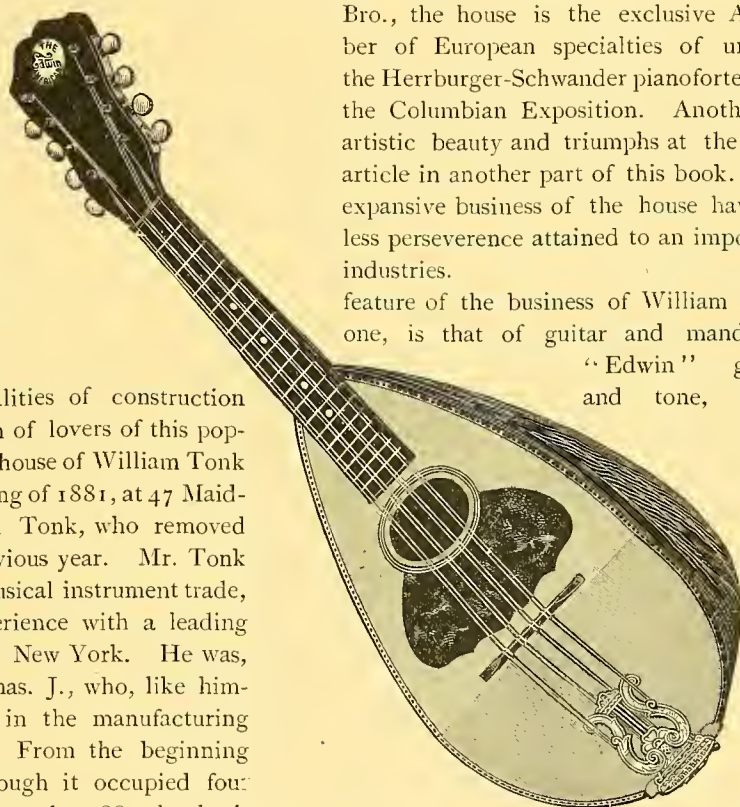 THE
Edwin
AMERICAN
Bro., the house is the exclusive A
ber of European specialties of u
the Herrburger-Schwander pianoforte
the Columbian Exposition. Anoth
artistic beauty and triumphs at the
article in another part of this book.
expansive business of the house hav
less perseverence attained to an imp
industries.
feature of the business of William
one, is that of guitar and mand
"Edwin" g
and tone,
lities of construction
n of lovers of this pop-
house of William Tonk
ng of 1881, at 47 Maid-
Tonk, who removed
vious year. Mr. Tonk
usical instrument trade,
erience with a leading
New York. He was,
has. J., who, like him-
in the manufacturing
From the beginning
ough it occupied four